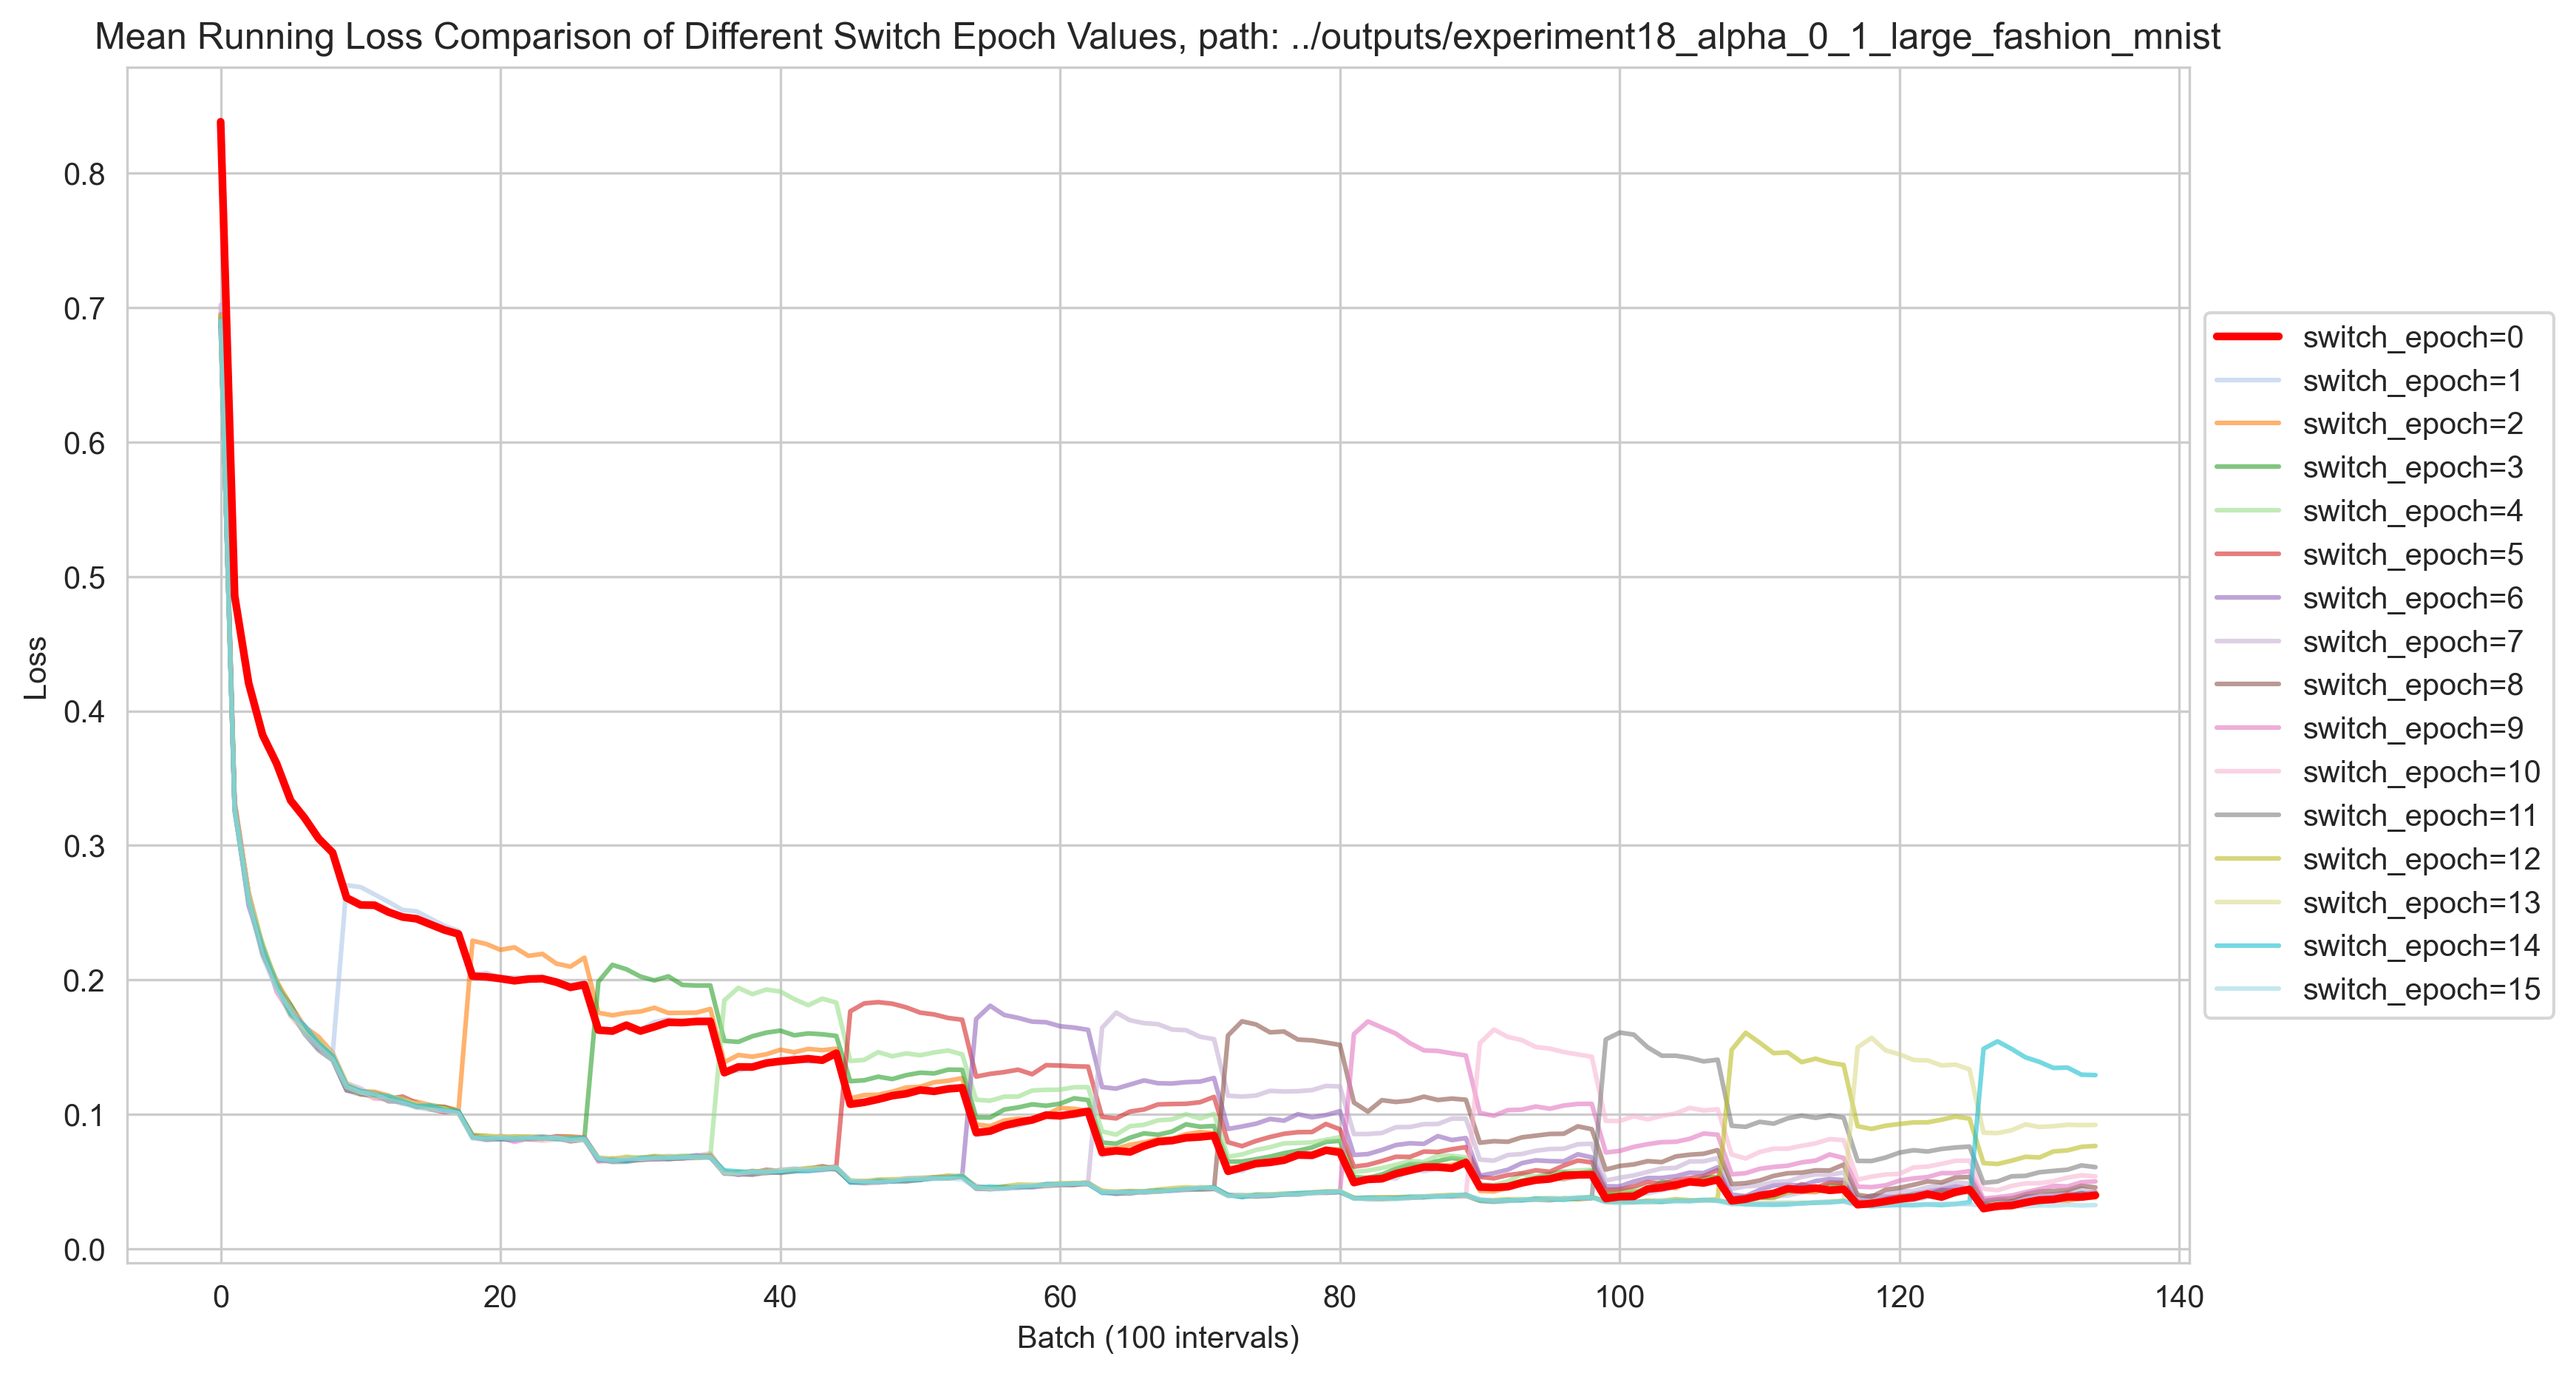 Mean Running Loss Comparison of Different Switch Epoch Values, path: ../outputs/experiment18_alpha_0_1_large_fashion_mnist
Loss
0.8
0.7
0.6
0.5
0.4
0.3
0.2
0.1
0.0
0 20 40 60 80 100 120 140
Batch (100 intervals)
switch_epoch=0
switch_epoch=1
switch_epoch=2
switch_epoch=3
switch_epoch=4
switch_epoch=5
switch_epoch=6
switch_epoch=7
switch_epoch=8
switch_epoch=9
switch_epoch=10
switch_epoch=11
switch_epoch=12
switch_epoch=13
switch_epoch=14
switch_epoch=15